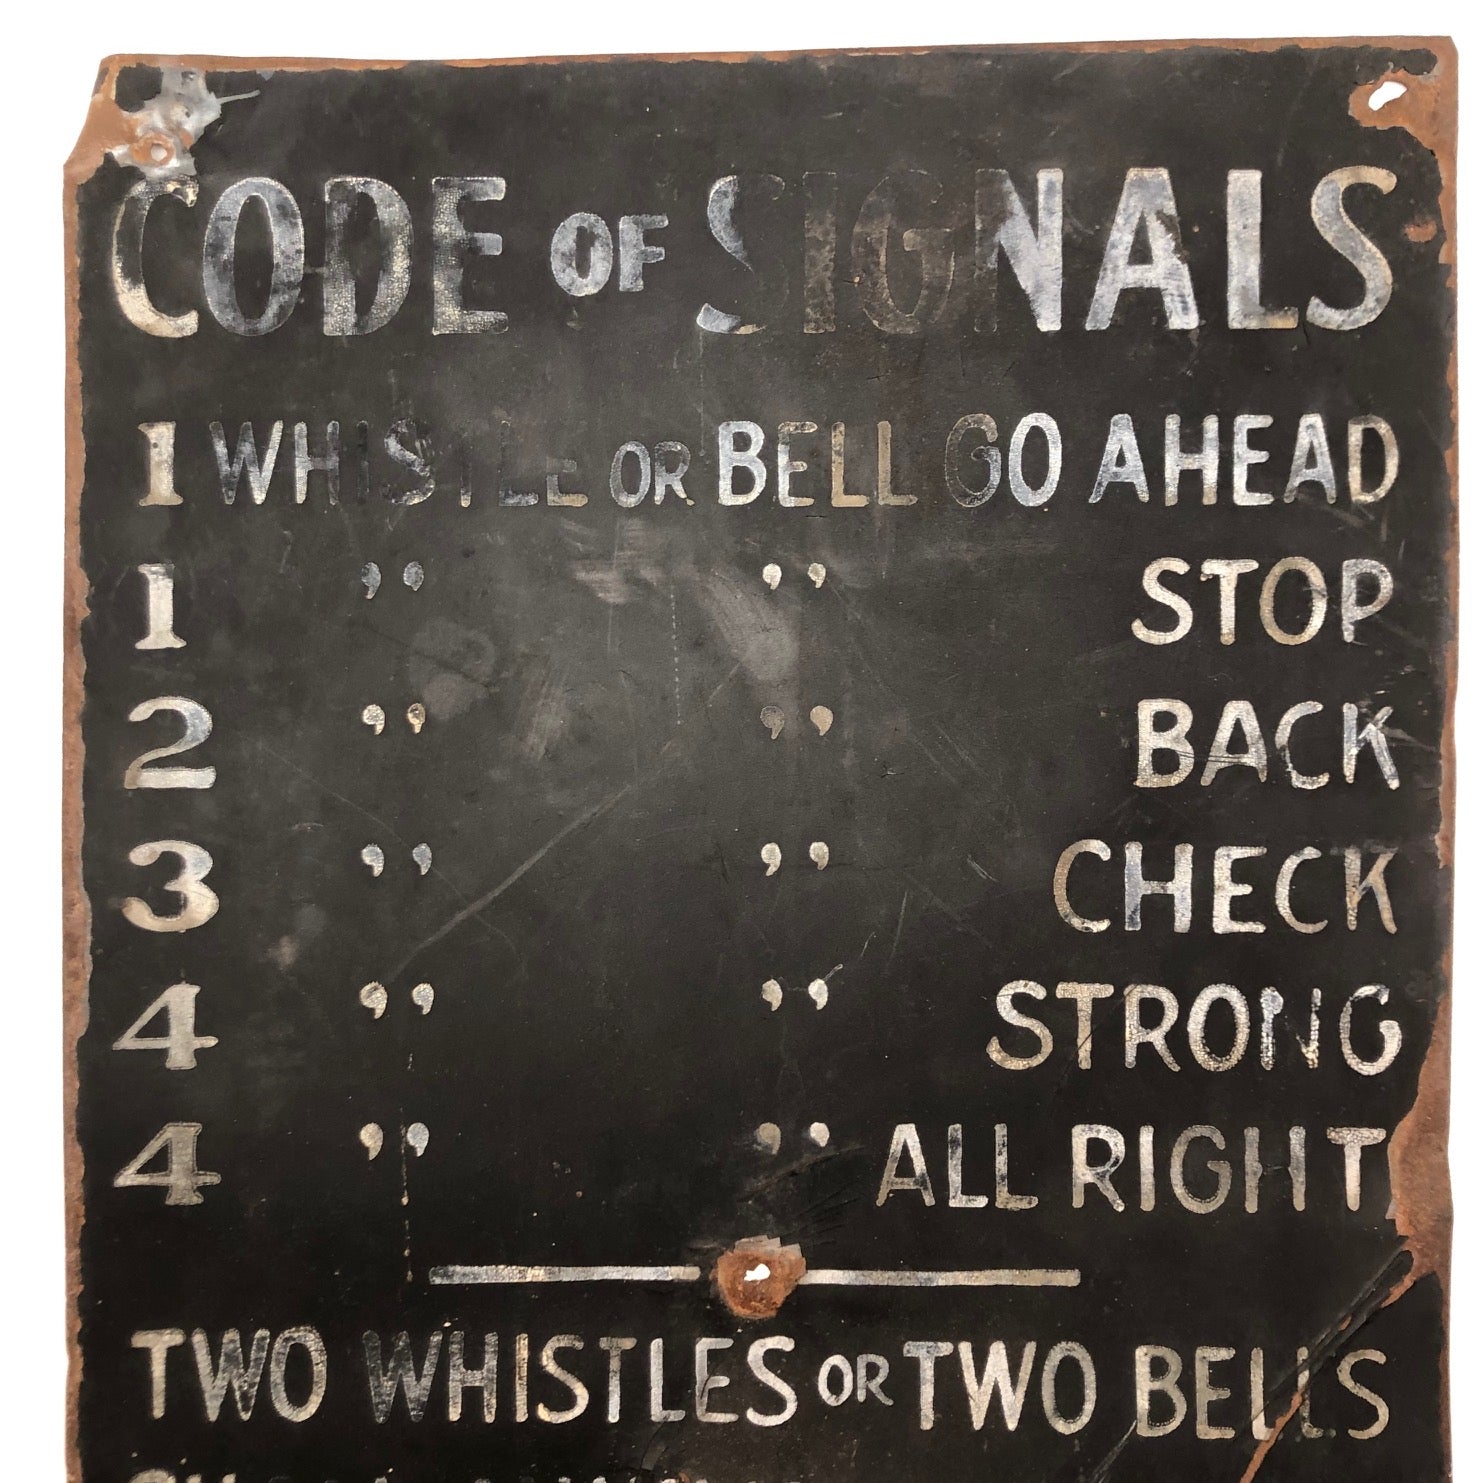 CODE OF SIGNALS
1 WHISTLE OR BELL GO AHEAD
1 ,, ,, STOP
2 ,, ,, BACK
3 ,, ,, CHECK
4 ,, ,, STRONG
4 ,, ,, ALL RIGHT
TWO WHISTLES OR TWO BELLS